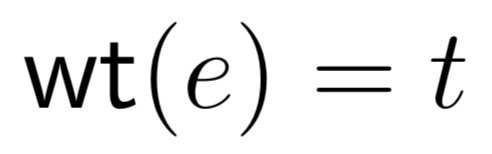 wt(e) = t